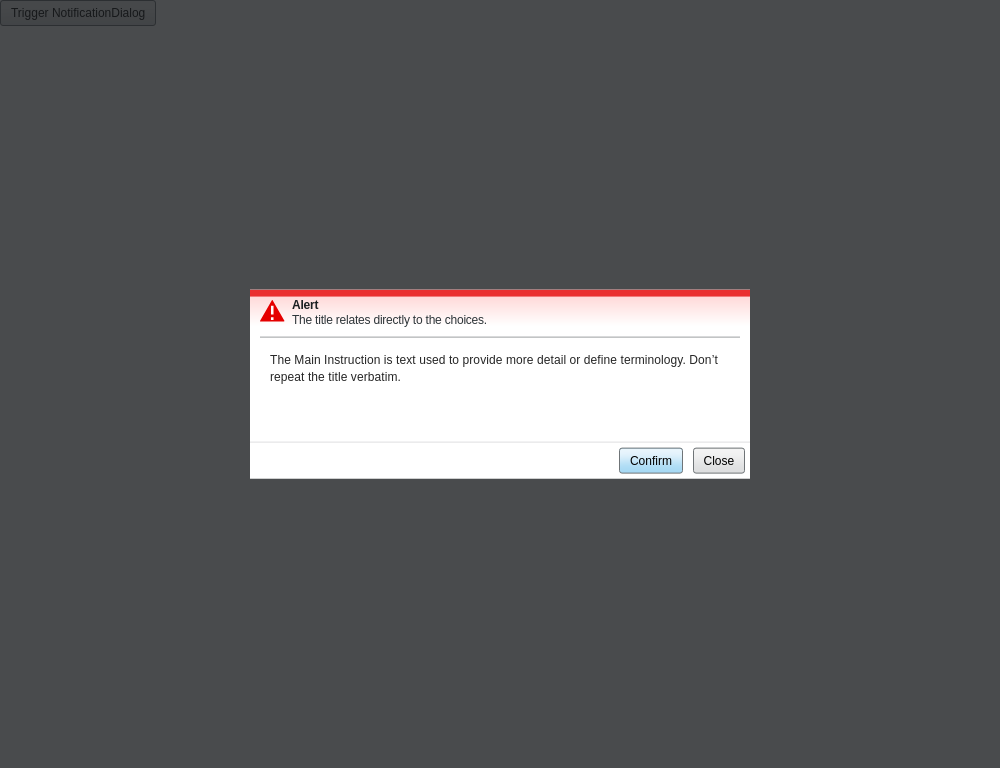 Trigger NotificationDialog
Alert
The title relates directly to the choices.
The Main Instruction is text used to provide more detail or define terminology. Don’t
repeat the title verbatim.
Confirm
Close